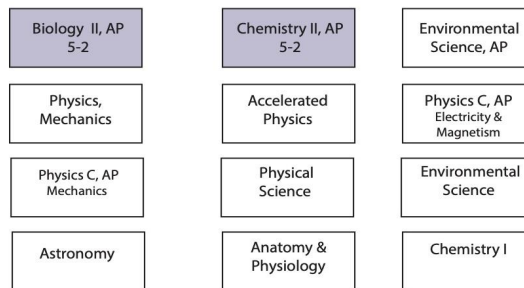 Biology II, AP
5-2
Chemistry II, AP
5-2
Environmental
Science, AP
Physics,
Mechanics
Accelerated
Physics
Physics C, AP
Electricity &
Magnetism
Physics C, AP
Mechanics
Physical
Science
Environmental
Science
Astronomy
Anatomy &
Physiology
Chemistry I